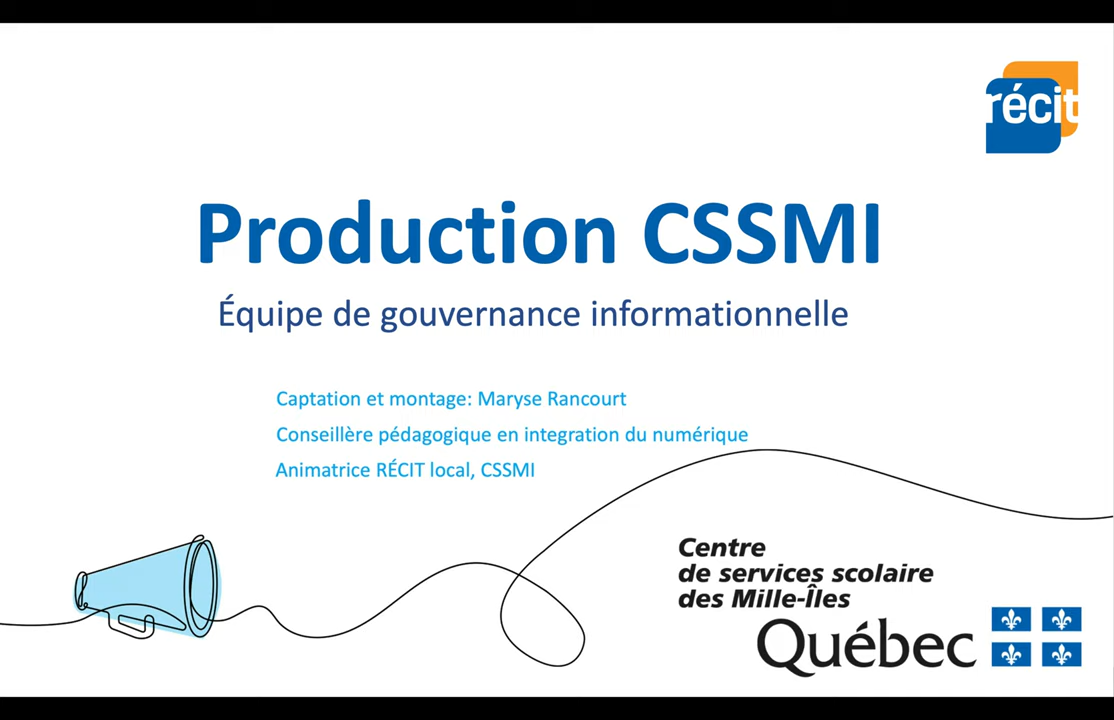 récit
Production CSSMI
Équipe de gouvernance informationnelle
Captation et montage: Maryse Rancourt
Conseillère pédagogique en integration du numérique
Animatrice RÉCIT local, CSSMI
Centre
de services scolaire
des Mille-Îles
Québec